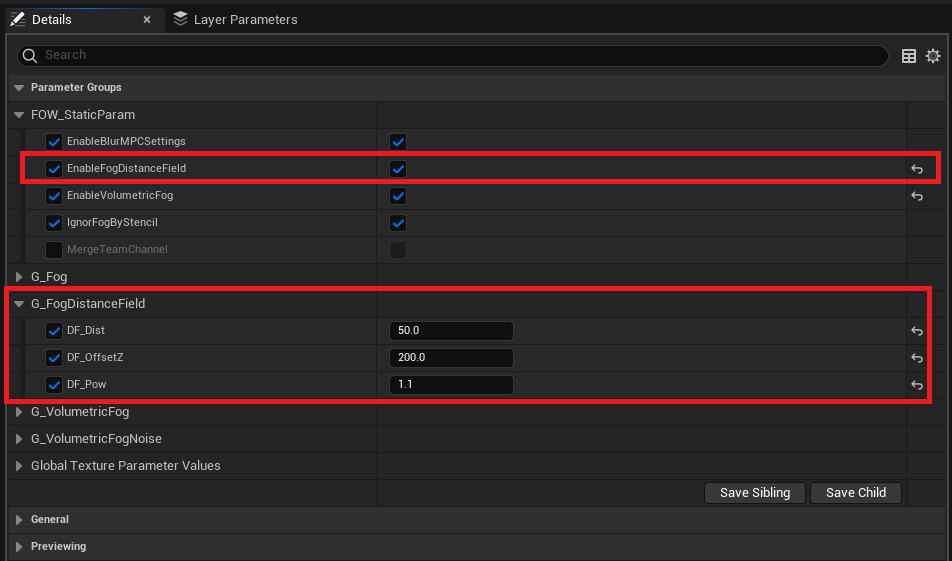 Details × Layer Parameters
Search
Parameter Groups
FOW_StaticParam
EnableBlurMPCSettings
EnableFogDistanceField
EnableVolumetricFog
IgnorFogByStencil
MergeTeamChannel
G_Fog
G_FogDistanceField
DF_Dist 50.0
DF_OffsetZ 200.0
DF_Pow 1.1
G_VolumetricFog
G_VolumetricFogNoise
Global Texture Parameter Values
Save Sibling Save Child
General
Previewing